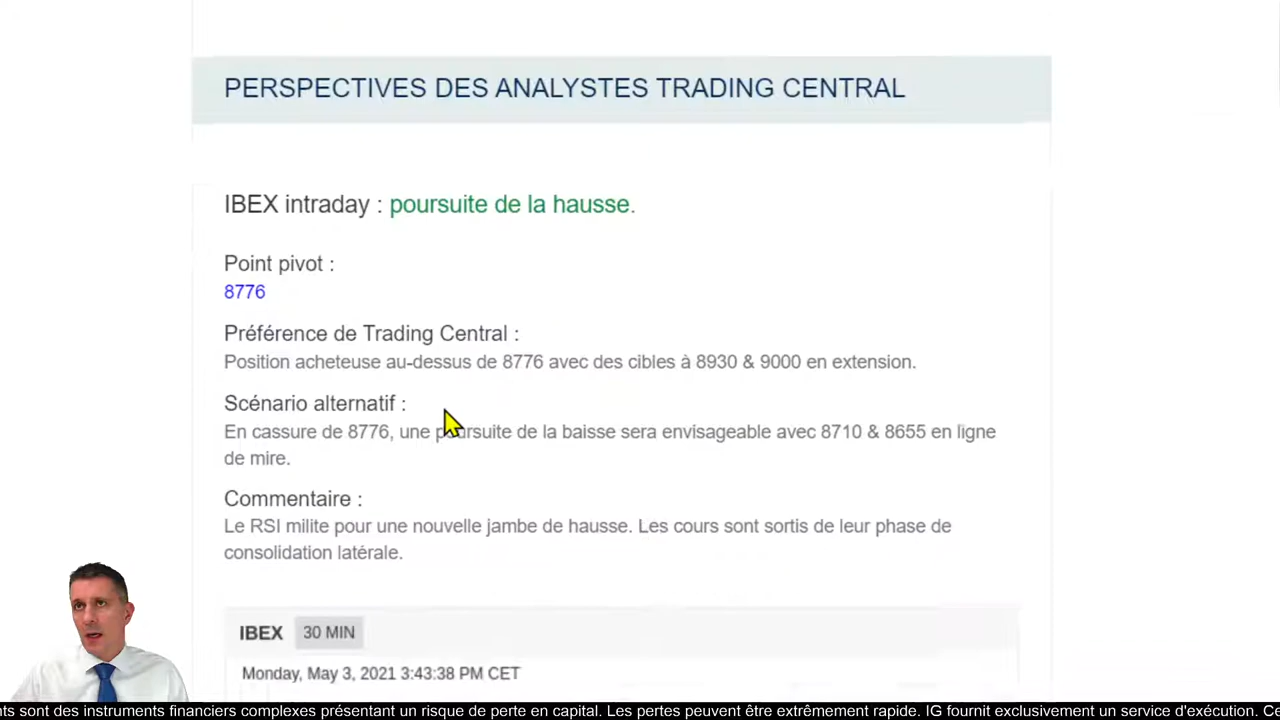 PERSPECTIVES DES ANALYSTES TRADING CENTRAL
IBEX intraday : poursuite de la hausse.
Point pivot :
8776
Préférence de Trading Central :
Position acheteuse au-dessus de 8776 avec des cibles à 8930 & 9000 en extension.
Scénario alternatif :
En cassure de 8776, une poursuite de la baisse sera envisageable avec 8710 & 8655 en ligne
de mire.
Commentaire :
Le RSI milite pour une nouvelle jambe de hausse. Les cours sont sortis de leur phase de
consolidation latérale.
IBEX 30 MIN
Monday, May 3, 2021 3:43:38 PM CET
nts sont des instruments financiers complexes présentant un risque de perte en capital. Les pertes peuvent être extrêmement rapide. IG fournit exclusivement un service d'exécution. Ce